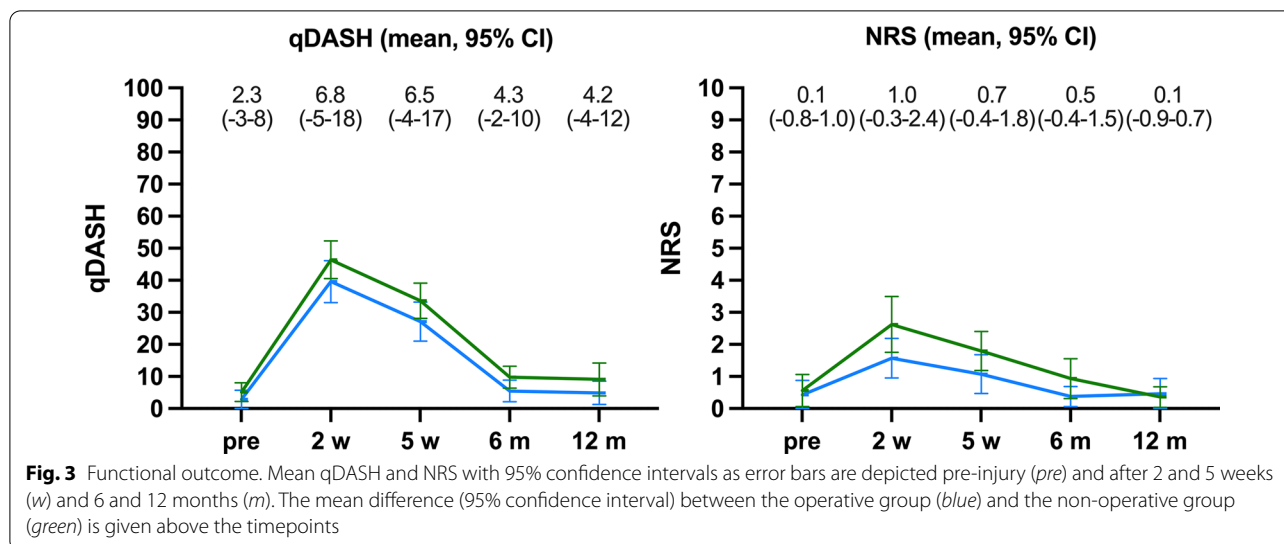 qDASH (mean, 95% CI)
100
90
80
70
60
50
40
30
20
10
0
qDASH
2.3 6.8 6.5 4.3 4.2
(-3-8) (-5-18) (-4-17) (-2-10) (-4-12)
pre 2 w 5 w 6 m 12 m
NRS (mean, 95% CI)
10
9
8
7
6
5
4
3
2
1
0
NRS
0.1 1.0 0.7 0.5 0.1
(-0.8-1.0) (-0.3-2.4) (-0.4-1.8) (-0.4-1.5) (-0.9-0.7)
pre 2 w 5 w 6 m 12 m
Fig. 3 Functional outcome. Mean qDASH and NRS with 95% confidence intervals as error bars are depicted pre-injury (pre) and after 2 and 5 weeks
(w) and 6 and 12 months (m). The mean difference (95% confidence interval) between the operative group (blue) and the non-operative group
(green) is given above the timepoints